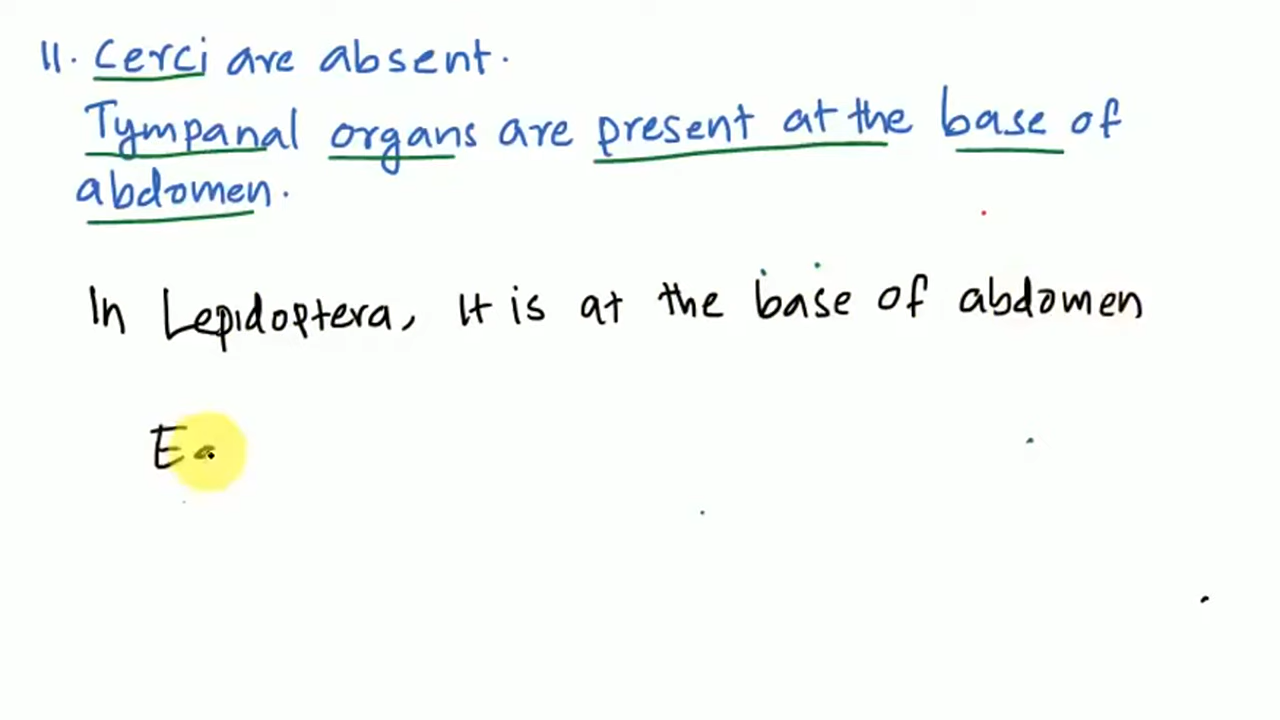 11. Cerci are absent.
Tympanal organs are present at the base of
abdomen.
In Lepidoptera, It is at the base of abdomen
Ea